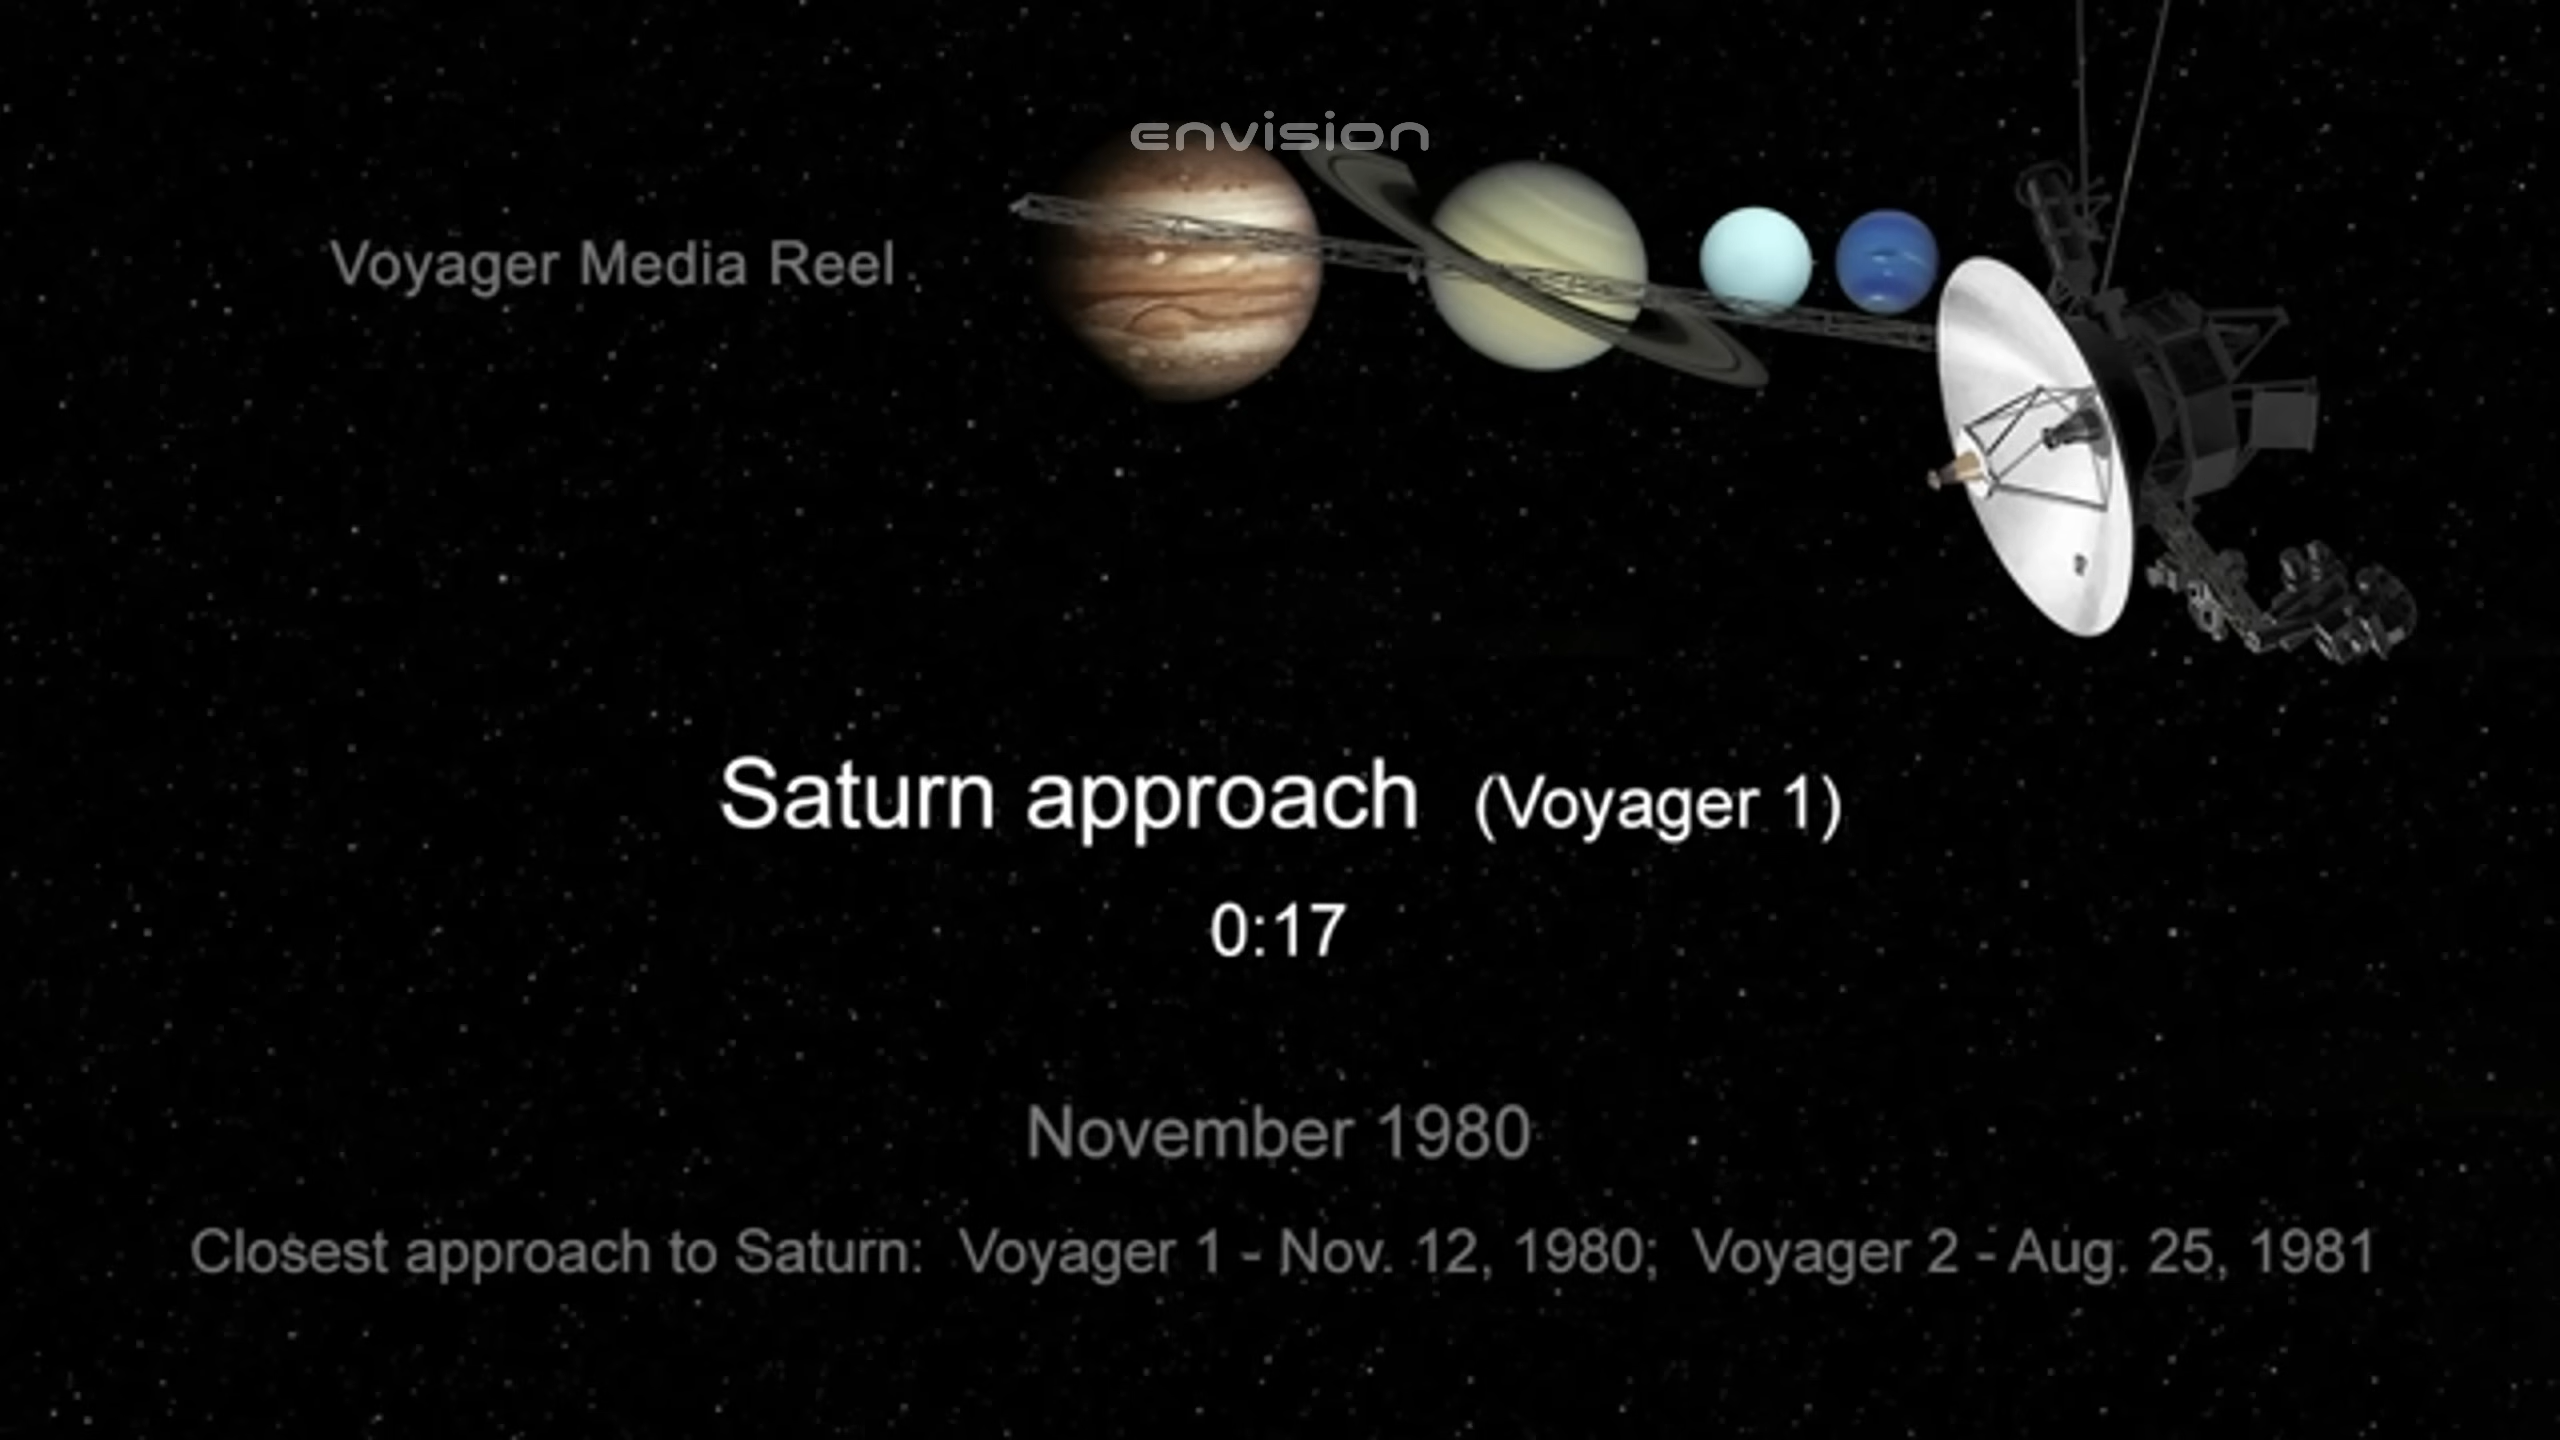 envision
Voyager Media Reel
Saturn approach (Voyager 1)
0:17
November 1980
Closest approach to Saturn: Voyager 1 - Nov. 12, 1980; Voyager 2 - Aug. 25, 1981